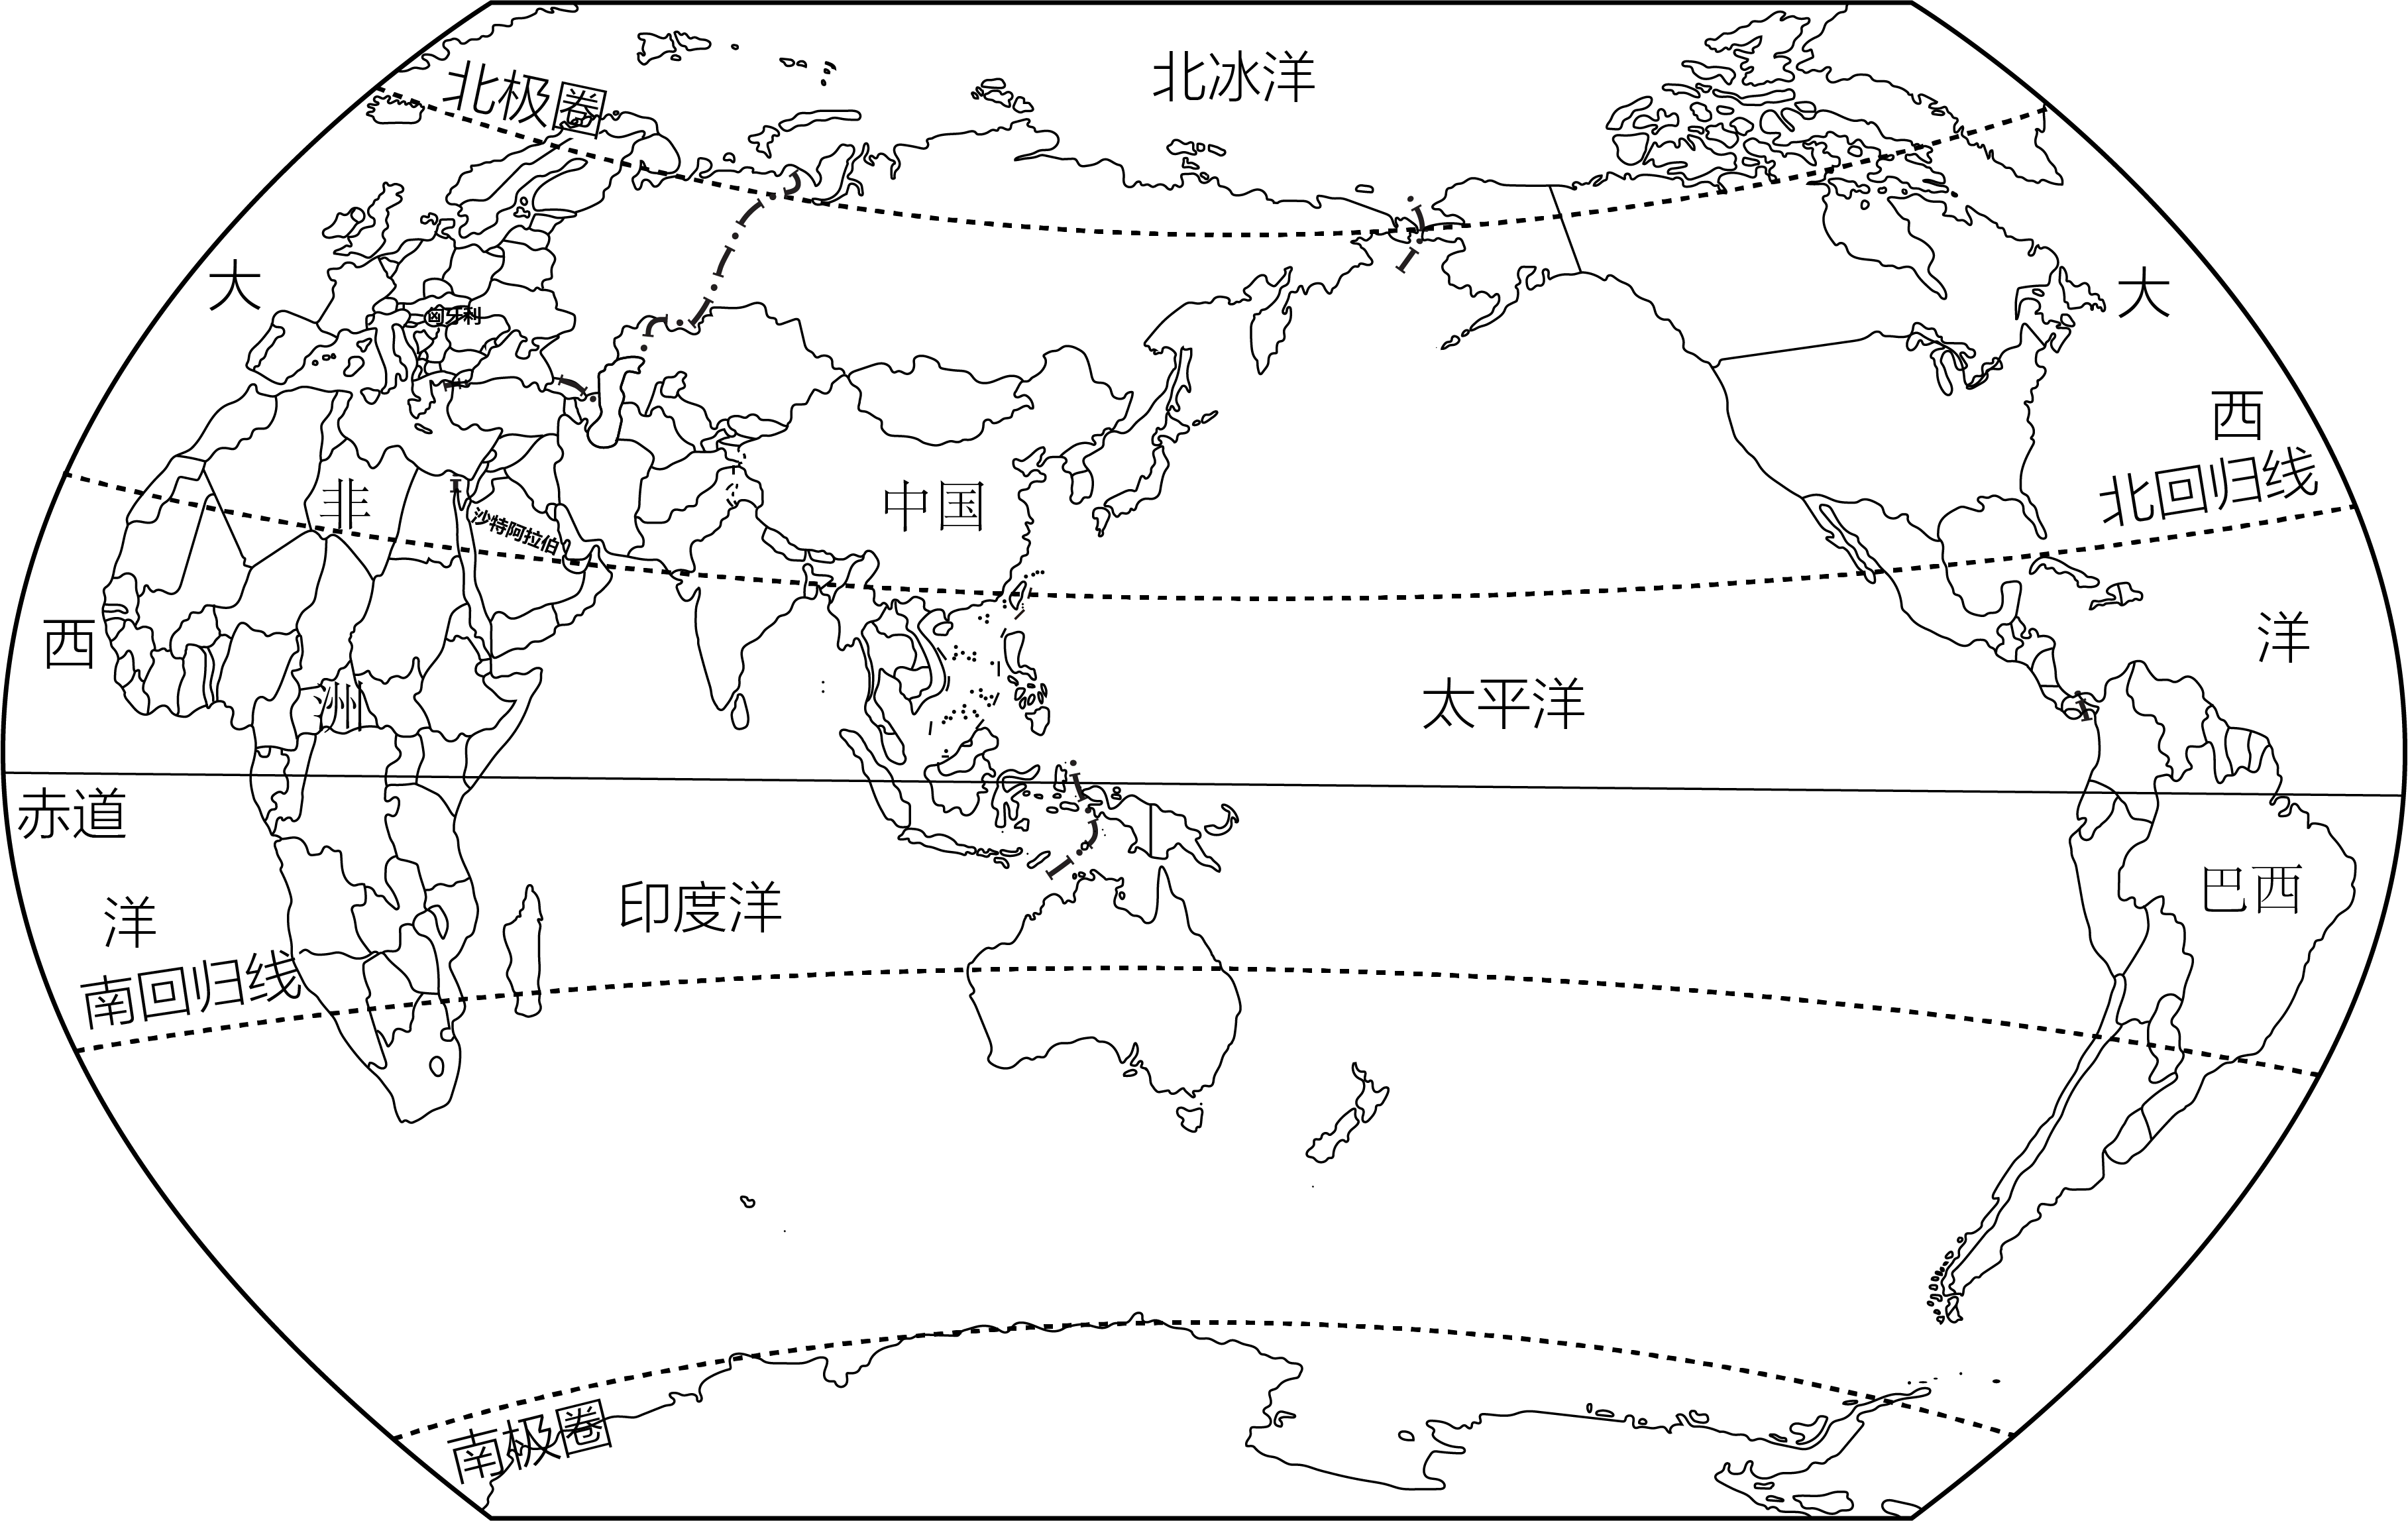 北冰洋
北极圈
大
大
匈牙利
西
北回归线
非
中国
沙特阿拉伯
西
洋
洲
太平洋
赤道
巴西
印度洋
洋
南回归线
南极圈